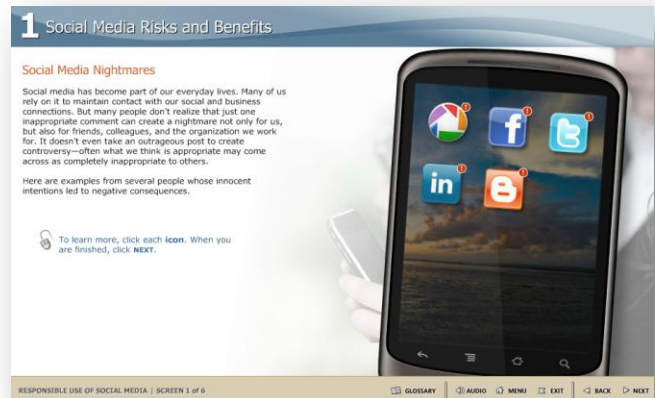 1 Social Media Risks and Benefits
Social Media Nightmares
Social media has become part of our everyday lives. Many of us
rely on it to maintain contact with our social and business
connections. But many people don't realize that just one
inappropriate comment can create a nightmare not only for us,
but also for friends, colleagues, and the organization we work
for. It doesn't even take an outrageous post to create
controversy—often what we think is appropriate may come
across as completely inappropriate to others.
Here are examples from several people whose innocent
intentions led to negative consequences.
To learn more, click each icon. When you
are finished, click NEXT.
f
t
in
B
RESPONSIBLE USE OF SOCIAL MEDIA | SCREEN 1 of 6
GLOSSARY AUDIO MENU EXIT BACK NEXT